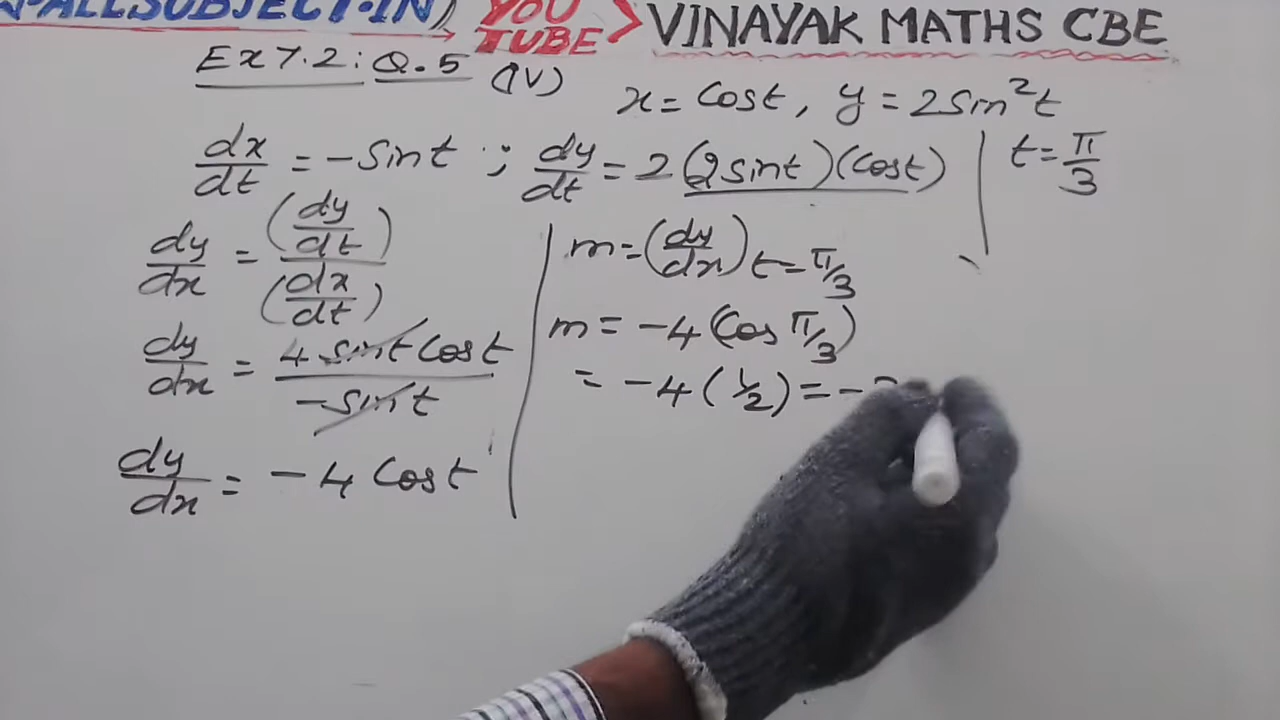 ALLSUBJECT.IN) YOU TUBE > VINAYAK MATHS CBE
Ex 7.2 : Q.5 (IV) x = Cost, y = 2Sin²t
dx/dt = -Sint ; dy/dt = 2(2Sint)(Cost) t = π/3
dy/dx = (dy/dt)/(dx/dt)
dy/dx = 4 Sint Cost / -Sint
dy/dx = -4 Cost
m = (dy/dx) t = π/3
m = -4 (Cos π/3)
= -4 (1/2) = -